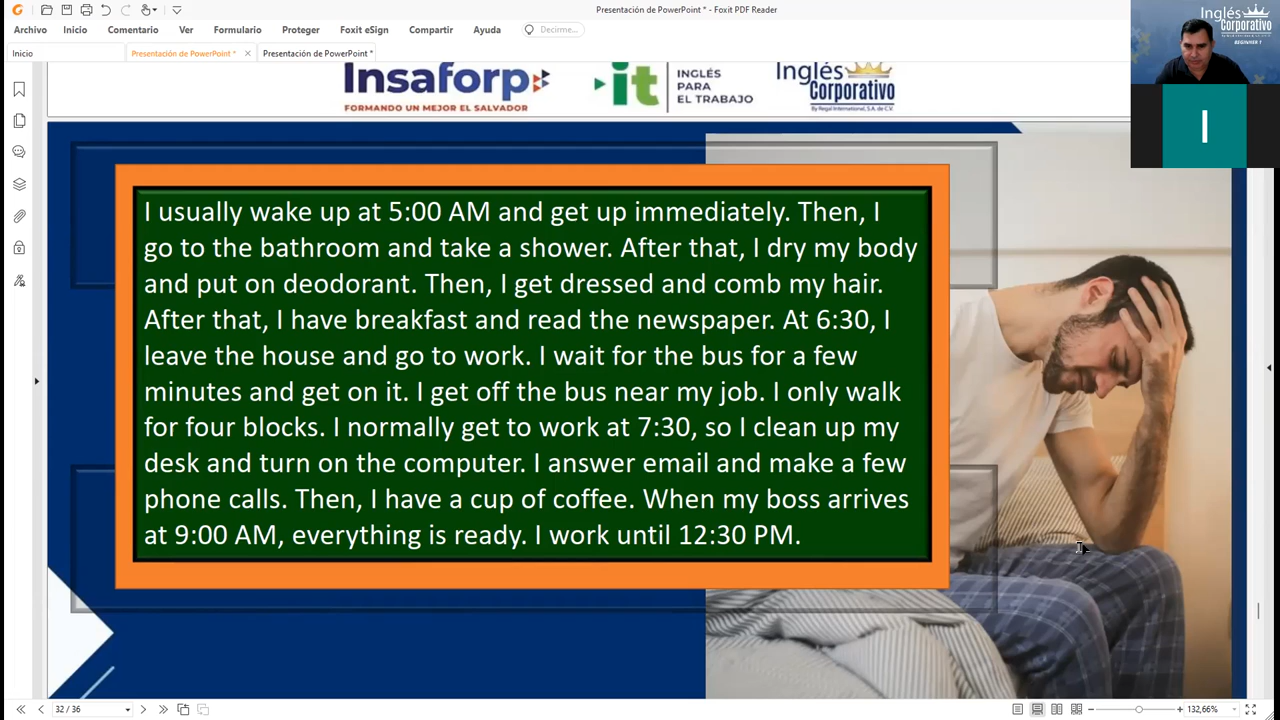 Presentación de PowerPoint * - Foxit PDF Reader
Archivo Inicio Comentario Ver Formulario Proteger Foxit eSign Compartir Ayuda Decirme...
Inicio Presentación de PowerPoint * Presentación de PowerPoint *
Insaforp
FORMANDO UN MEJOR EL SALVADOR
it
INGLÉS
PARA
EL TRABAJO
Inglés
Corporativo
By Regal International, S.A. de C.V.
Inglés
Corporativo
BEGINNER 1
I
I usually wake up at 5:00 AM and get up immediately. Then, I
go to the bathroom and take a shower. After that, I dry my body
and put on deodorant. Then, I get dressed and comb my hair.
After that, I have breakfast and read the newspaper. At 6:30, I
leave the house and go to work. I wait for the bus for a few
minutes and get on it. I get off the bus near my job. I only walk
for four blocks. I normally get to work at 7:30, so I clean up my
desk and turn on the computer. I answer email and make a few
phone calls. Then, I have a cup of coffee. When my boss arrives
at 9:00 AM, everything is ready. I work until 12:30 PM.
32 / 36
132,66%